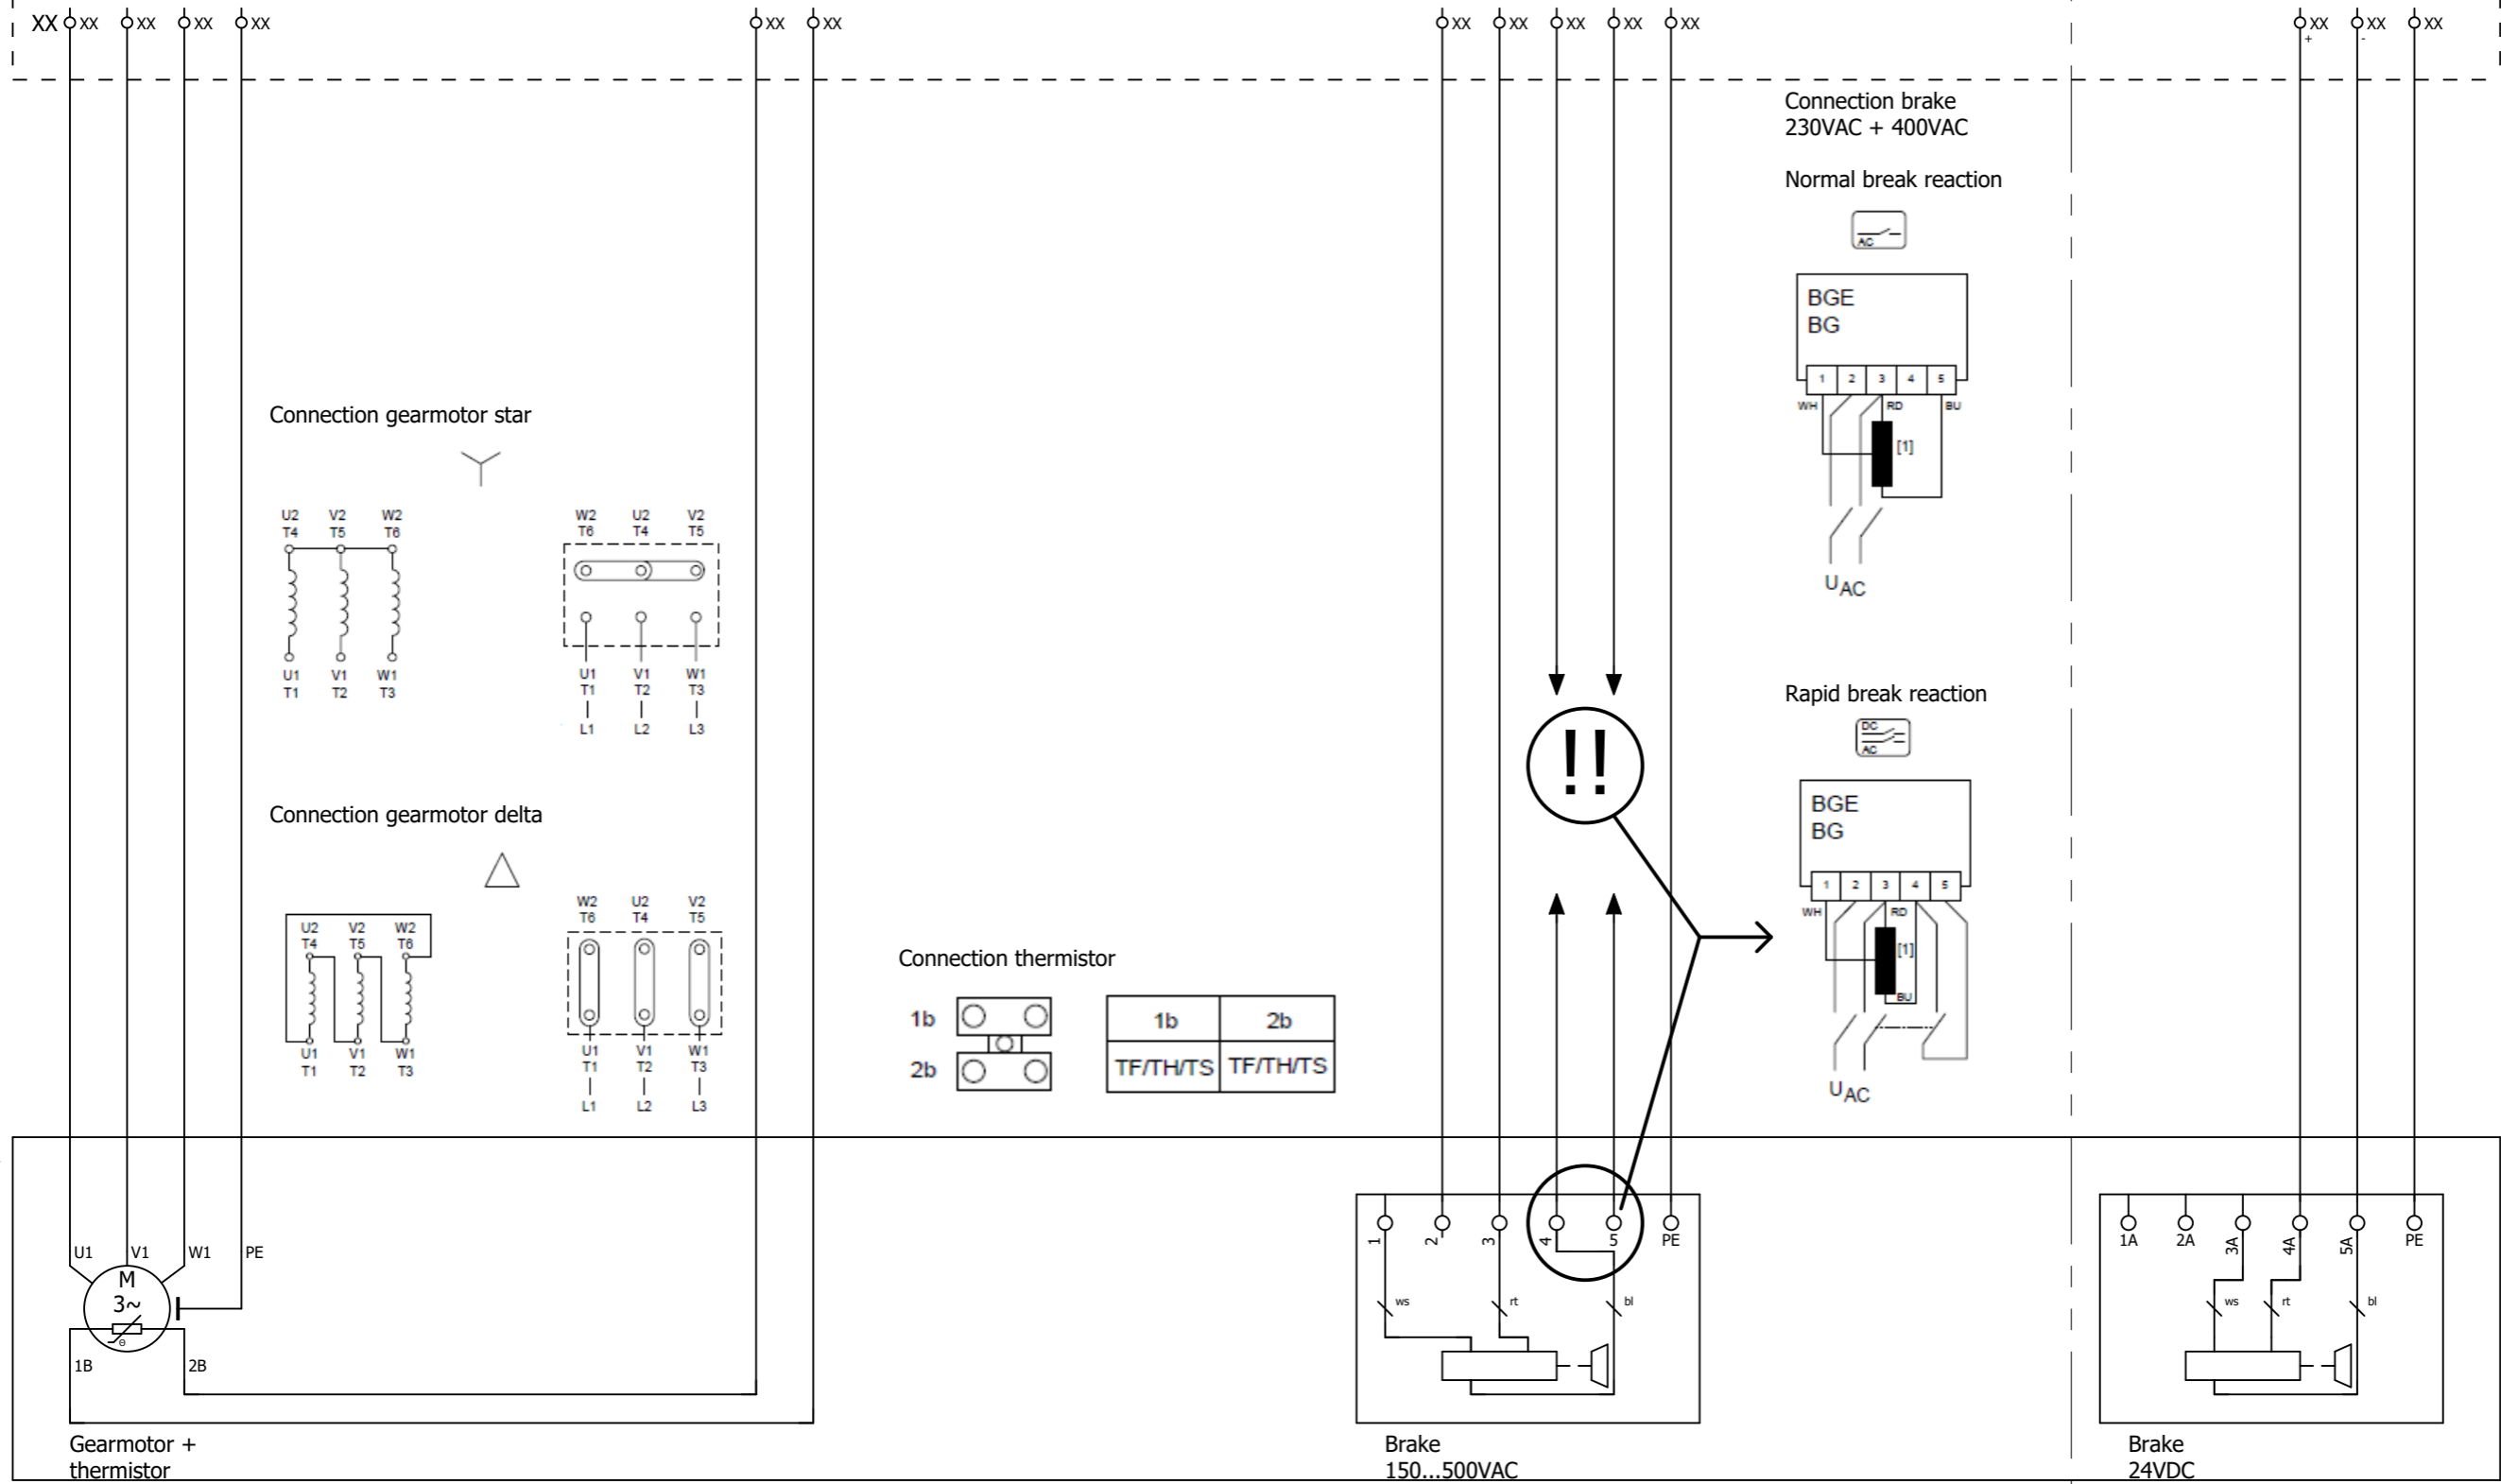 XX XX XX XX XX XX XX XX XX XX XX XX XX XX XX
+ -
Connection brake
230VAC + 400VAC
Normal break reaction
AC
BGE
BG
1 2 3 4 5
WH RD BU
[1]
UAC
Connection gearmotor star
U2 V2 W2
T4 T5 T6
U1 V1 W1
T1 T2 T3
W2 U2 V2
T6 T4 T5
U1 V1 W1
T1 T2 T3
L1 L2 L3
Rapid break reaction
DC
AC
!!
BGE
BG
1 2 3 4 5
WH RD
[1]
BU
UAC
Connection gearmotor delta
U2 V2 W2
T4 T5 T6
U1 V1 W1
T1 T2 T3
W2 U2 V2
T6 T4 T5
U1 V1 W1
T1 T2 T3
L1 L2 L3
Connection thermistor
1b
2b
1b 2b
TF/TH/TS TF/TH/TS
U1 V1 W1 PE
M
3~
θ
1B 2B
Gearmotor +
thermistor
1 2 3 4 5 PE
ws rt bl
Brake
150...500VAC
1A 2A 3A 4A 5A PE
ws rt bl
Brake
24VDC